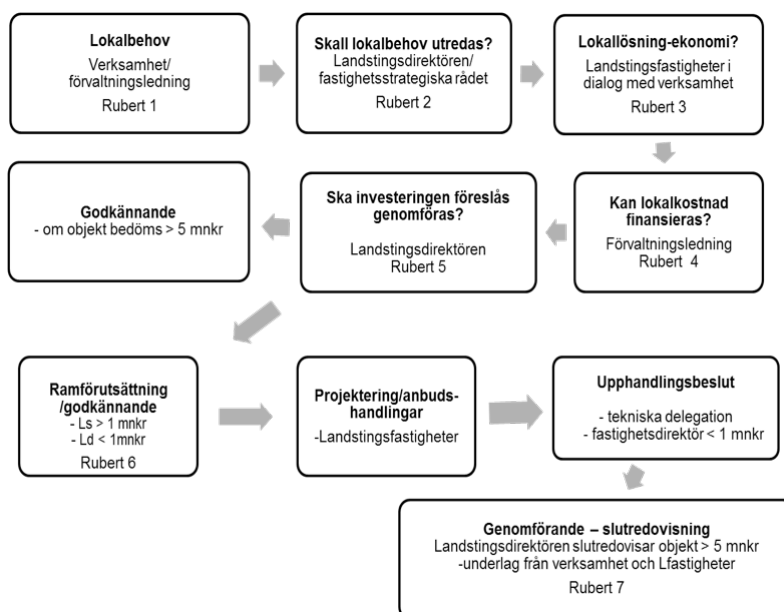 Lokalbehov
Verksamhet/
förvaltningsledning
Rubert 1
Skall lokalbehov utredas?
Landstingsdirektören/
fastighetsstrategiska rådet
Rubert 2
Lokallösning-ekonomi?
Landstingsfastigheter i
dialog med verksamhet
Rubert 3
Kan lokalkostnad
finansieras?
Förvaltningsledning
Rubert 4
Ska investeringen föreslås
genomföras?
Landstingsdirektören
Rubert 5
Godkännande
- om objekt bedöms > 5 mnkr
Ramförutsättning
/godkännande
- Ls > 1 mnkr
- Ld < 1mnkr
Rubert 6
Projektering/anbuds-
handlingar
-Landstingsfastigheter
Upphandlingsbeslut
- tekniska delegation
- fastighetsdirektör < 1 mnkr
Genomförande – slutredovisning
Landstingsdirektören slutredovisar objekt > 5 mnkr
-underlag från verksamhet och Lfastigheter
Rubert 7